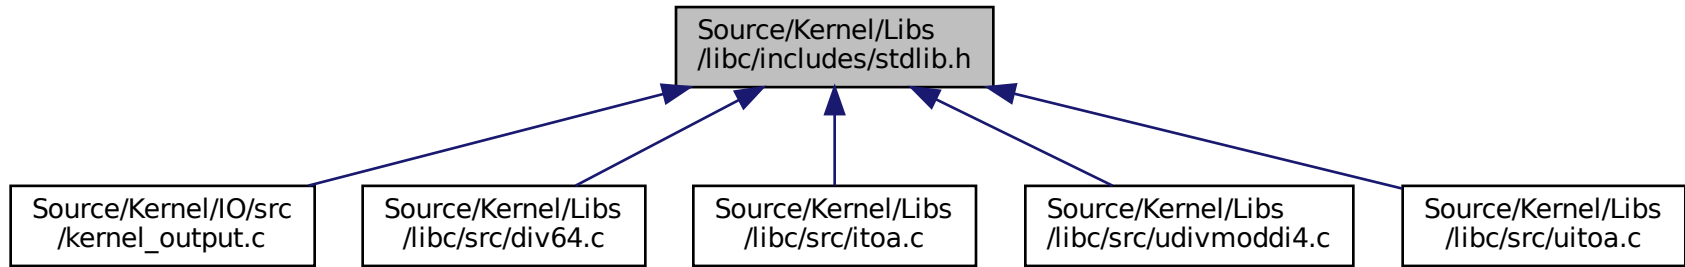 Source/Kernel/Libs
/libc/includes/stdlib.h
Source/Kernel/IO/src
/kernel_output.c
Source/Kernel/Libs
/libc/src/div64.c
Source/Kernel/Libs
/libc/src/itoa.c
Source/Kernel/Libs
/libc/src/udivmoddi4.c
Source/Kernel/Libs
/libc/src/uitoa.c